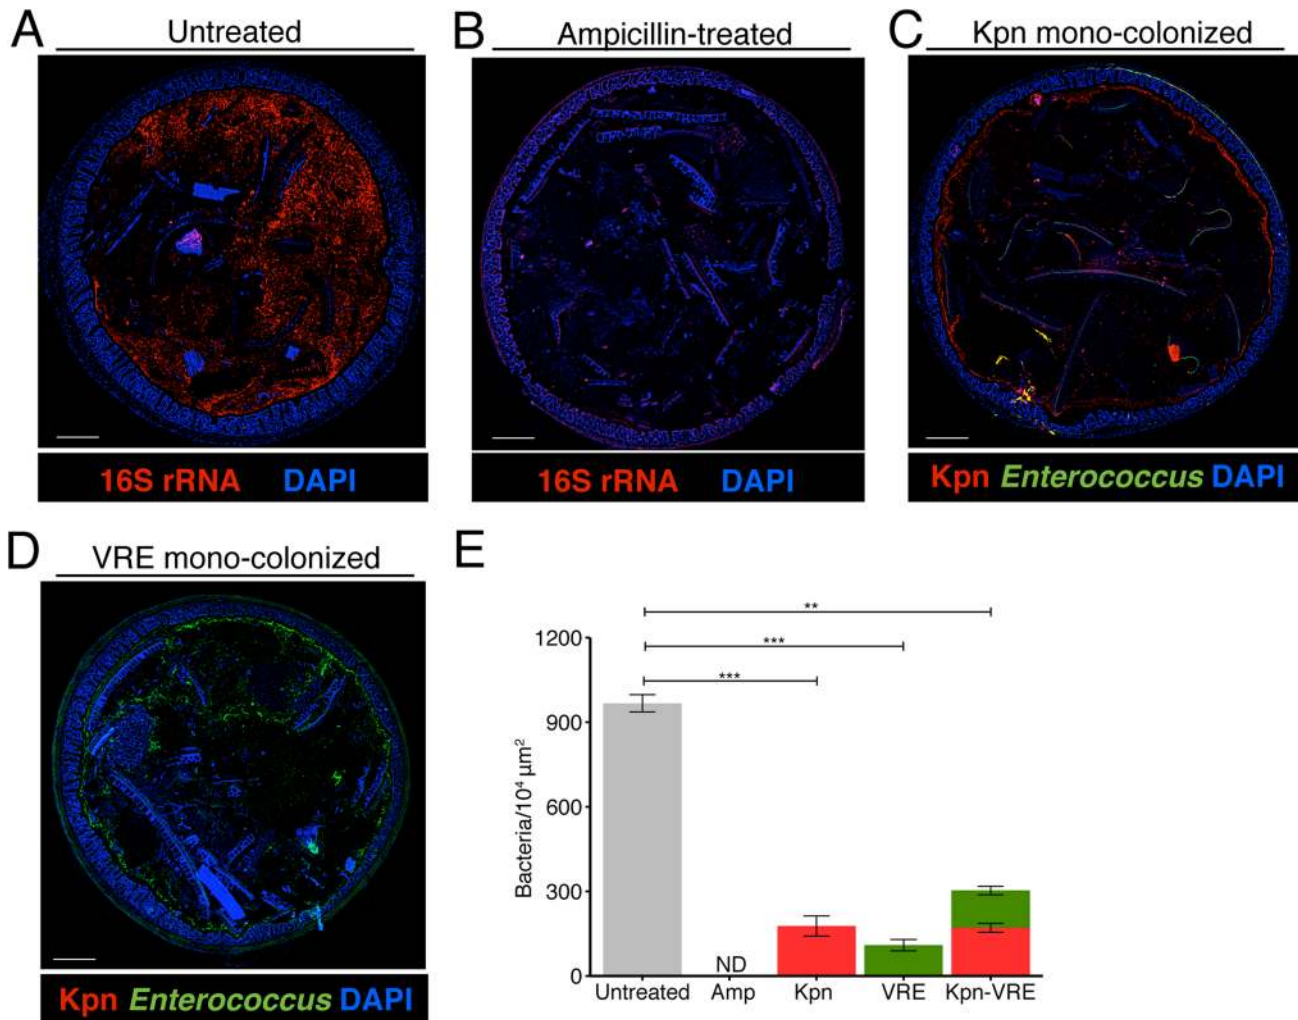 A Untreated
B Ampicillin-treated
C Kpn mono-colonized
16S rRNA DAPI
16S rRNA DAPI
Kpn Enterococcus DAPI
D VRE mono-colonized
Kpn Enterococcus DAPI
E
**
***
***
1200
900
600
300
0
Bacteria/10⁴ µm²
ND
Untreated Amp Kpn VRE Kpn-VRE